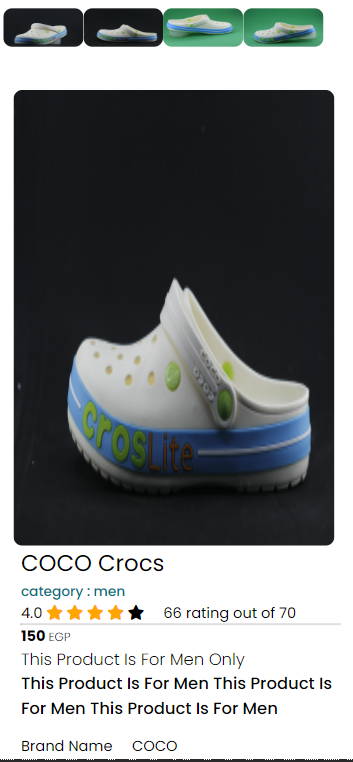 crosLite
COCO Crocs
category : men
4.0 66 rating out of 70
150 EGP
This Product Is For Men Only
This Product Is For Men This Product Is
For Men This Product Is For Men
Brand Name COCO